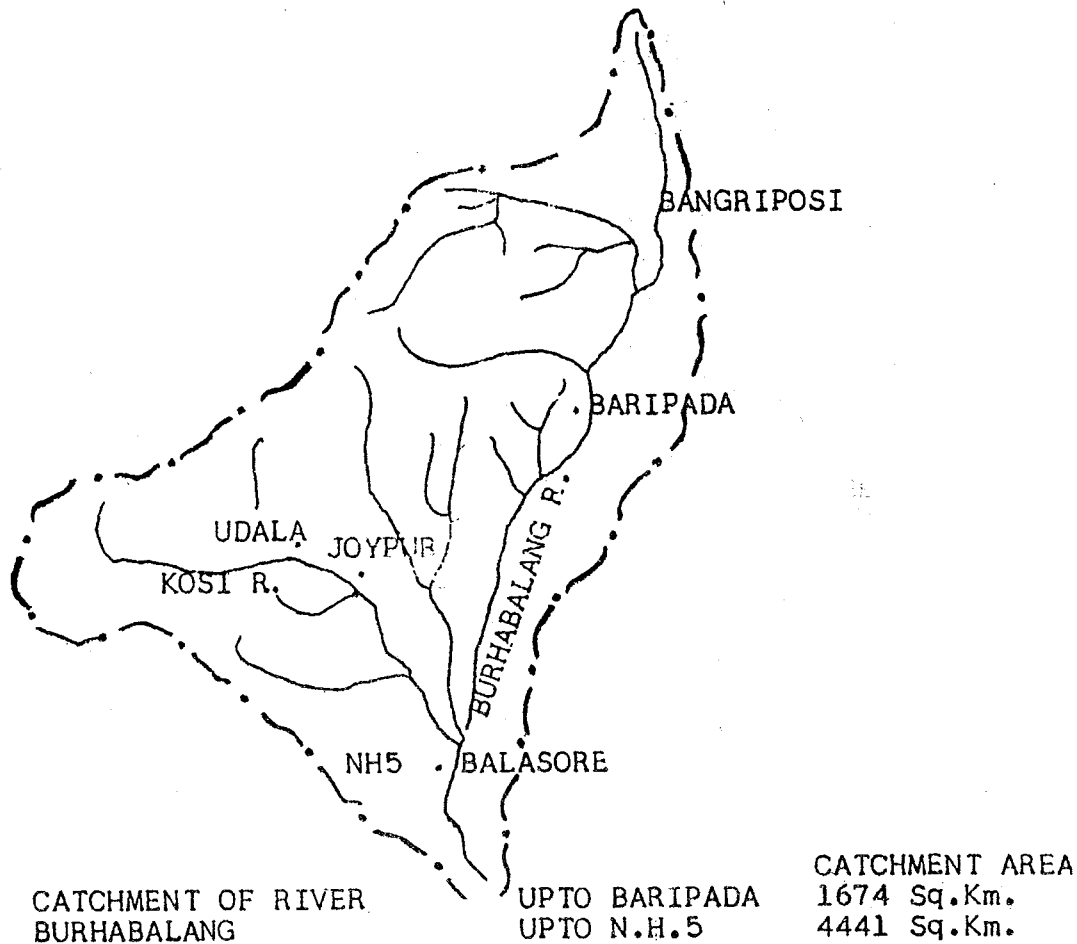 BANGRIPOSI
BARIPADA
BURHABALANG R.
UDALA
JOYPUR
KOSI R.
NH5
BALASORE
CATCHMENT AREA
CATCHMENT OF RIVER UPTO BARIPADA 1674 Sq.Km.
BURHABALANG UPTO N.H.5 4441 Sq.Km.